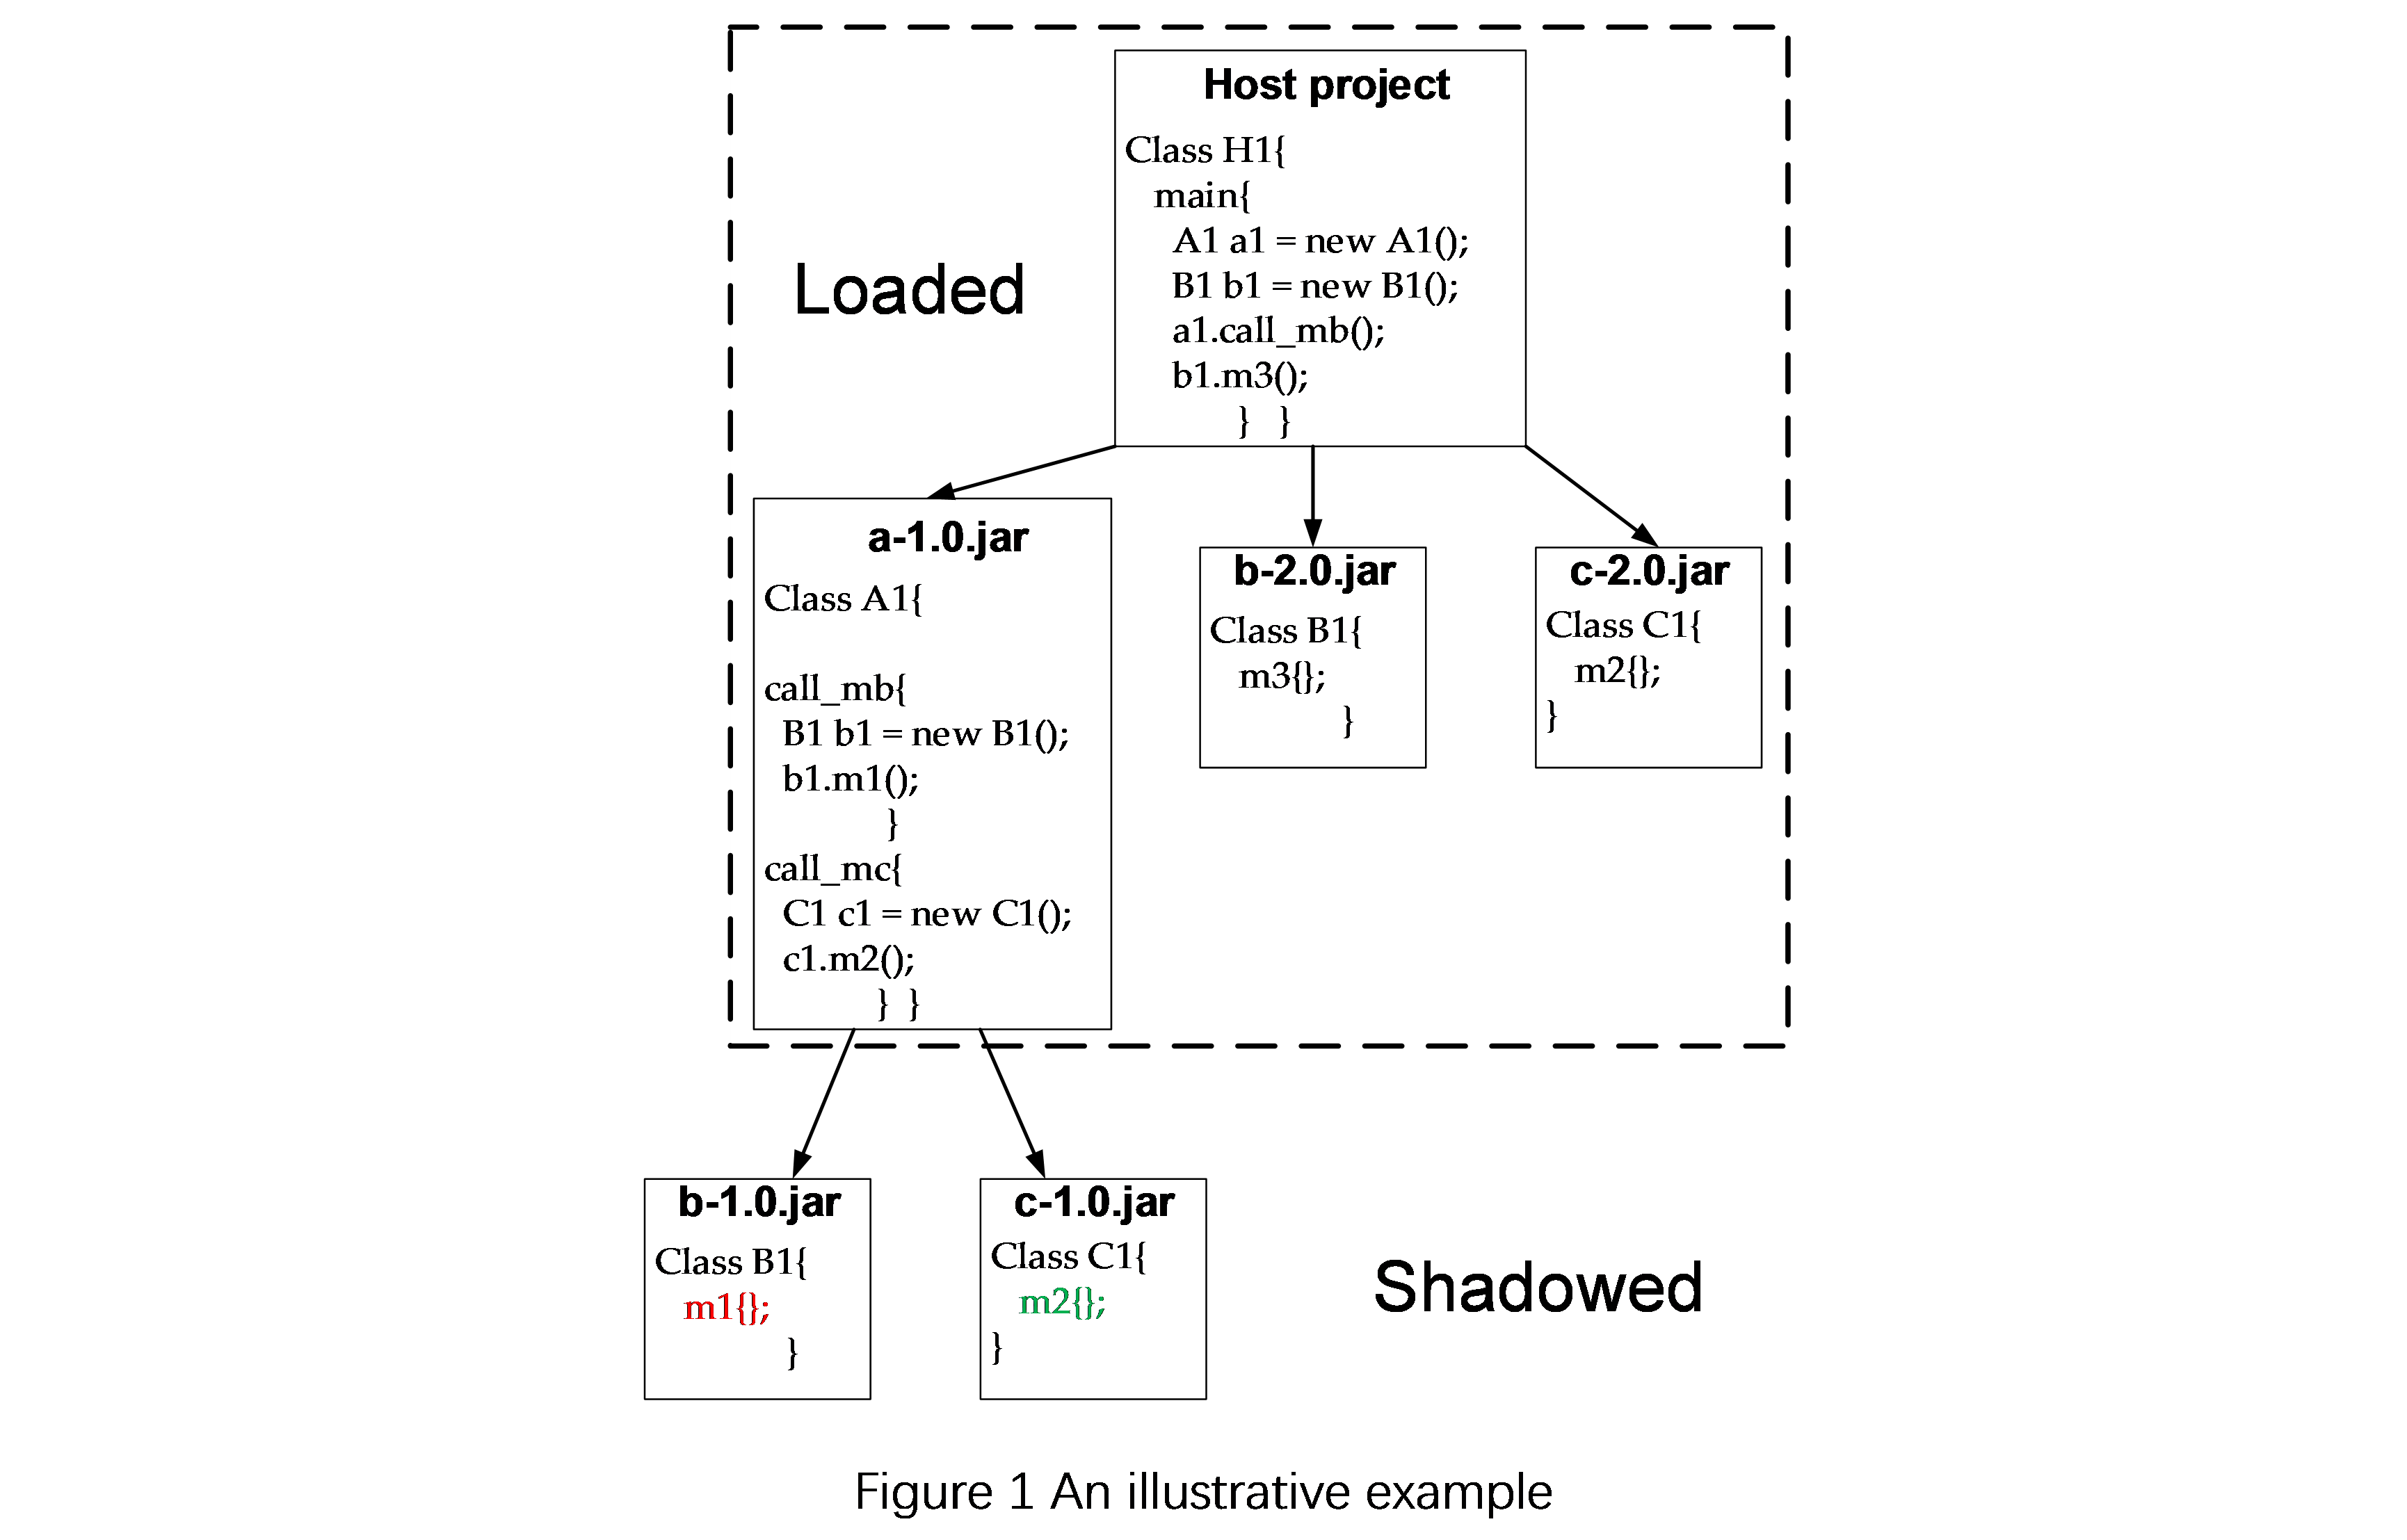 Host project
Class H1{
main{
A1 a1 = new A1();
B1 b1 = new B1();
a1.call_mb();
b1.m3();
} }
Loaded
a-1.0.jar
Class A1{
call_mb{
B1 b1 = new B1();
b1.m1();
}
call_mc{
C1 c1 = new C1();
c1.m2();
} }
b-2.0.jar
Class B1{
m3{};
}
c-2.0.jar
Class C1{
m2{};
}
b-1.0.jar
Class B1{
m1{};
}
c-1.0.jar
Class C1{
m2{};
}
Shadowed
Figure 1 An illustrative example